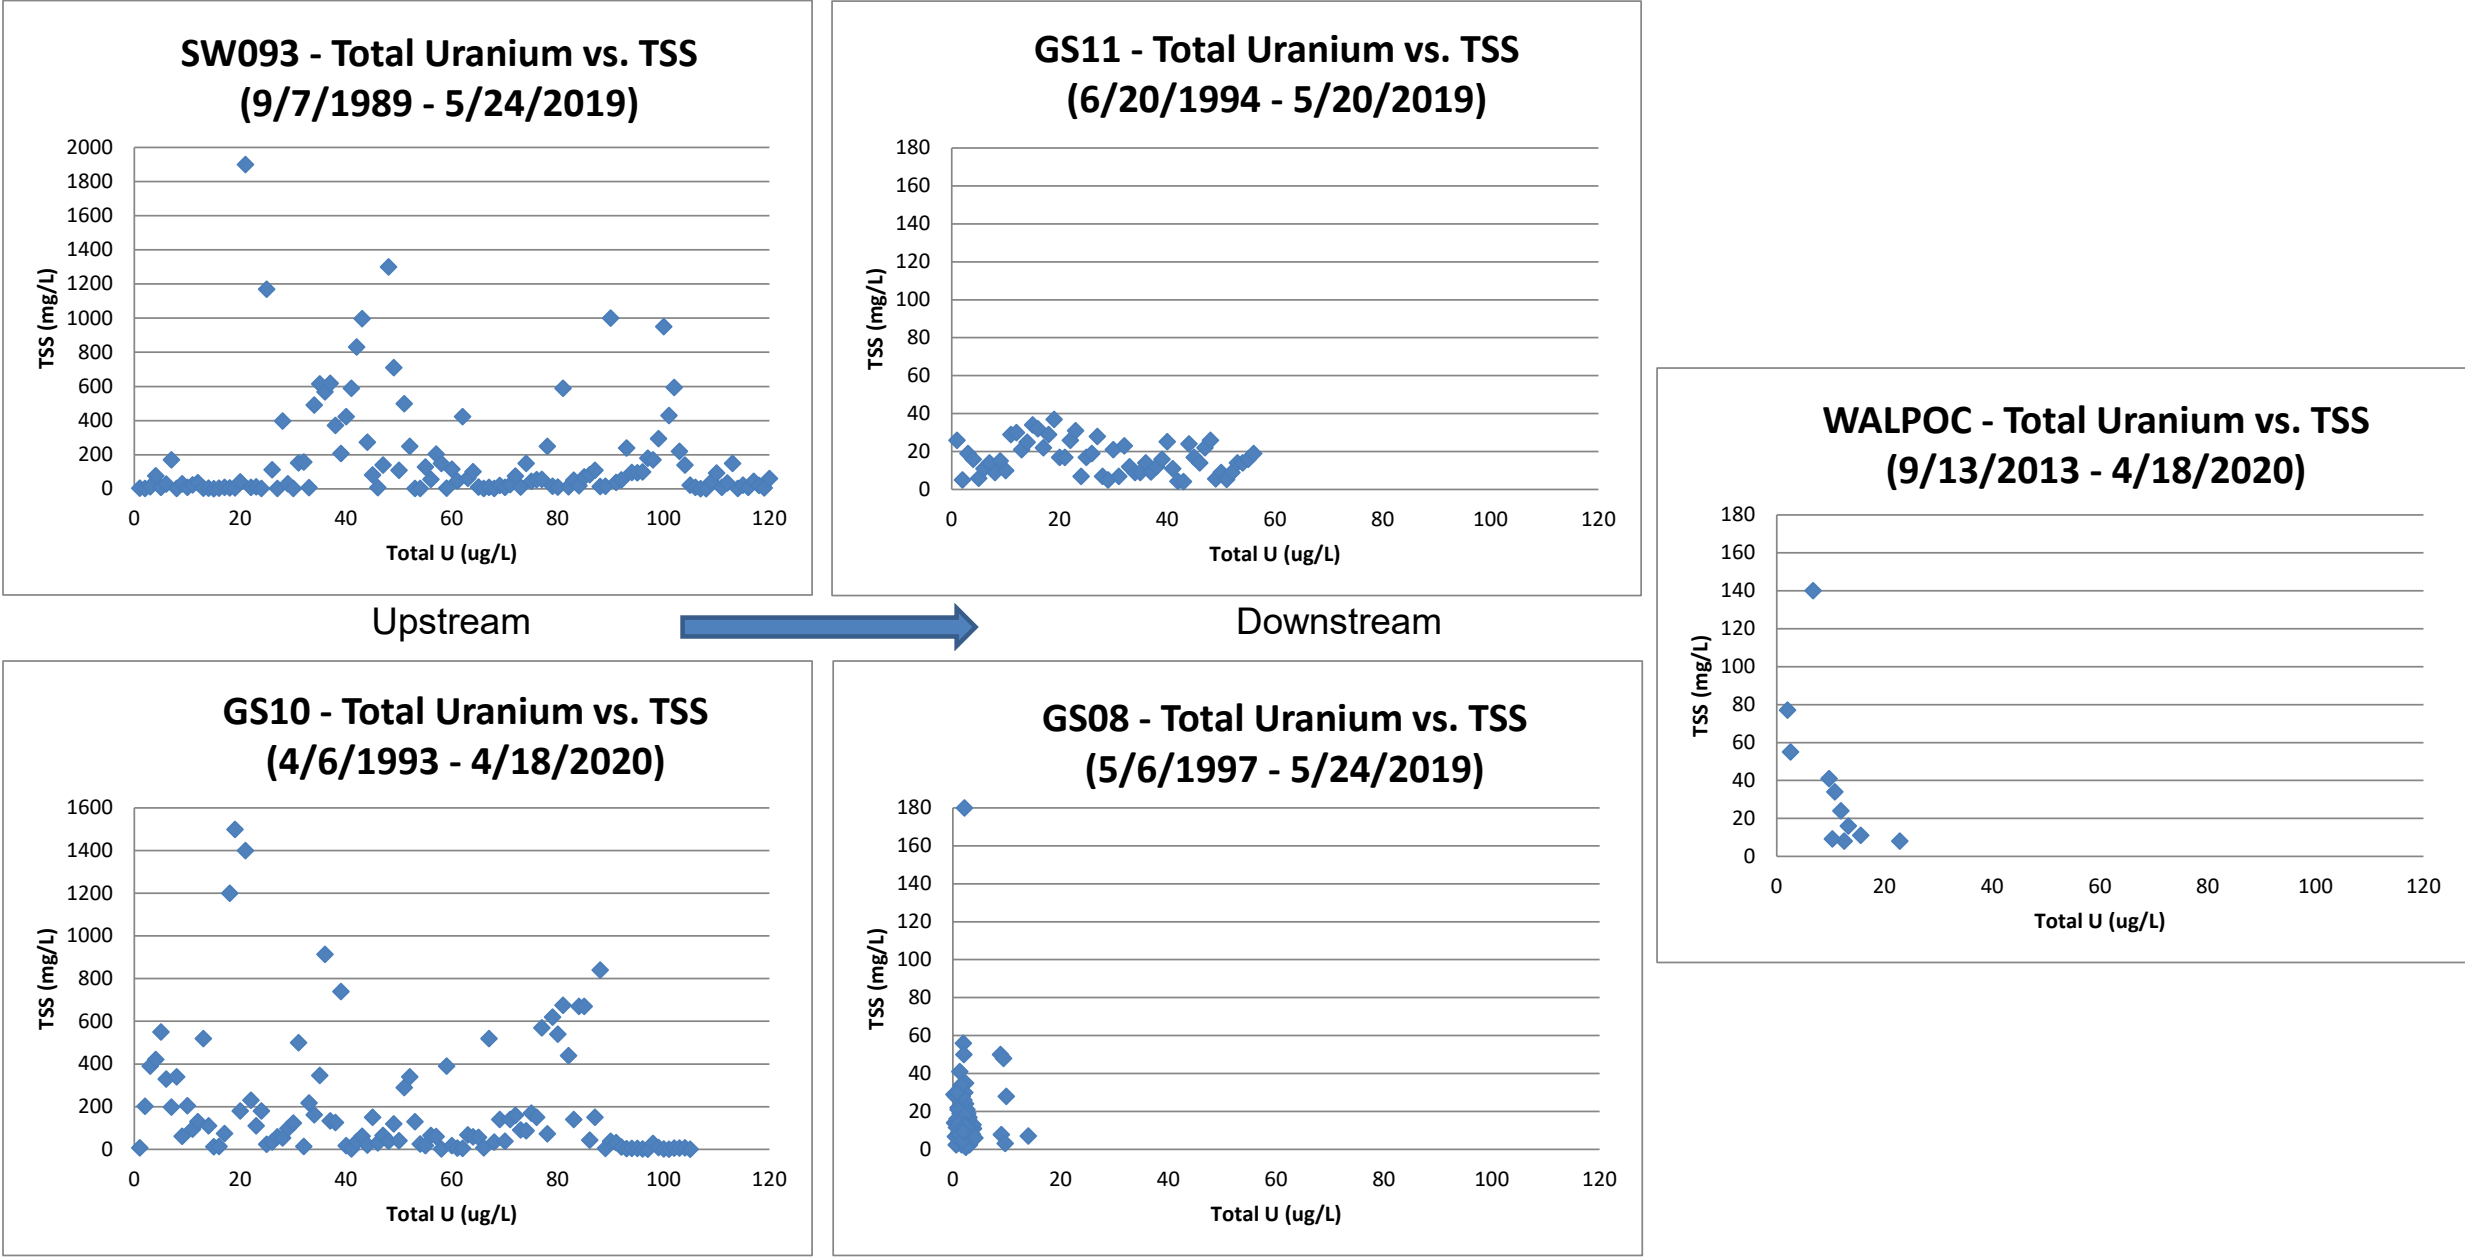 SW093 - Total Uranium vs. TSS
(9/7/1989 - 5/24/2019)
2000
1800
1600
1400
1200
1000
800
600
400
200
0
TSS (mg/L)
0 20 40 60 80 100 120
Total U (ug/L)
GS11 - Total Uranium vs. TSS
(6/20/1994 - 5/20/2019)
180
160
140
120
100
80
60
40
20
0
TSS (mg/L)
0 20 40 60 80 100 120
Total U (ug/L)
Upstream
Downstream
WALPOC - Total Uranium vs. TSS
(9/13/2013 - 4/18/2020)
180
160
140
120
100
80
60
40
20
0
TSS (mg/L)
0 20 40 60 80 100 120
Total U (ug/L)
GS10 - Total Uranium vs. TSS
(4/6/1993 - 4/18/2020)
1600
1400
1200
1000
800
600
400
200
0
TSS (mg/L)
0 20 40 60 80 100 120
Total U (ug/L)
GS08 - Total Uranium vs. TSS
(5/6/1997 - 5/24/2019)
180
160
140
120
100
80
60
40
20
0
TSS (mg/L)
0 20 40 60 80 100 120
Total U (ug/L)